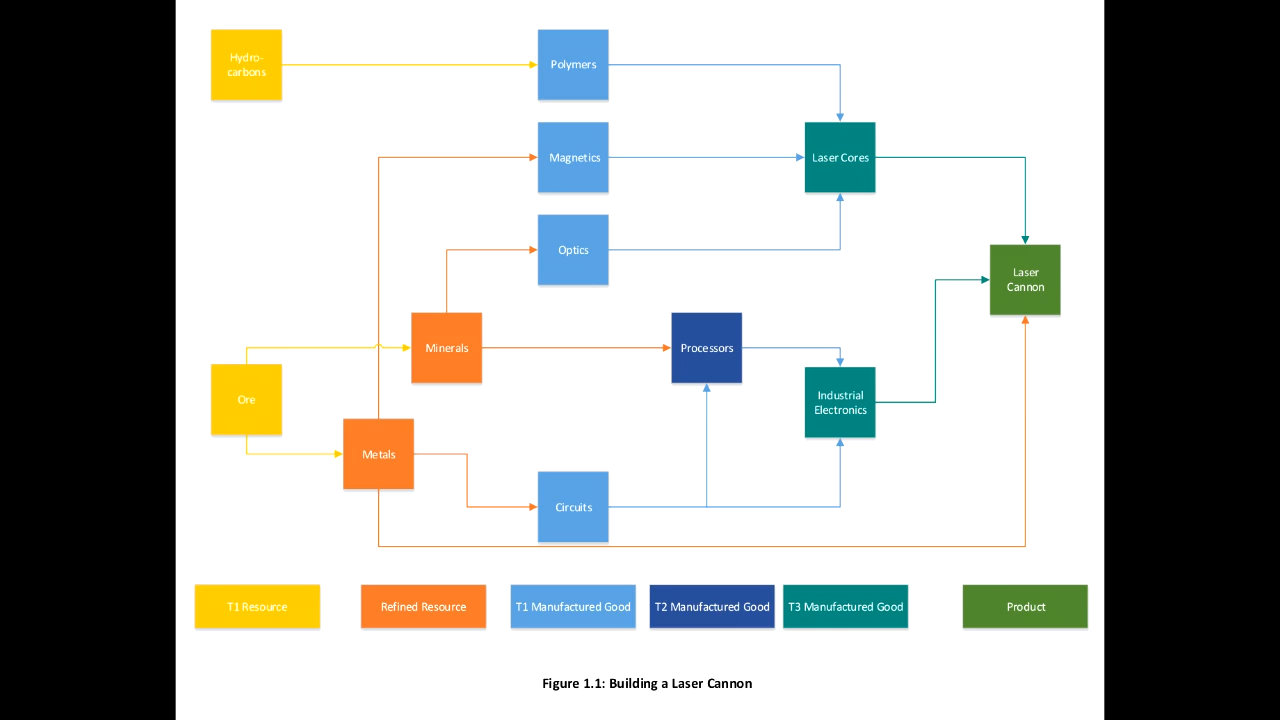 Hydro-
carbons
Polymers
Magnetics
Laser Cores
Optics
Laser
Cannon
Minerals
Processors
Ore
Industrial
Electronics
Metals
Circuits
T1 Resource
Refined Resource
T1 Manufactured Good
T2 Manufactured Good
T3 Manufactured Good
Product
Figure 1.1: Building a Laser Cannon